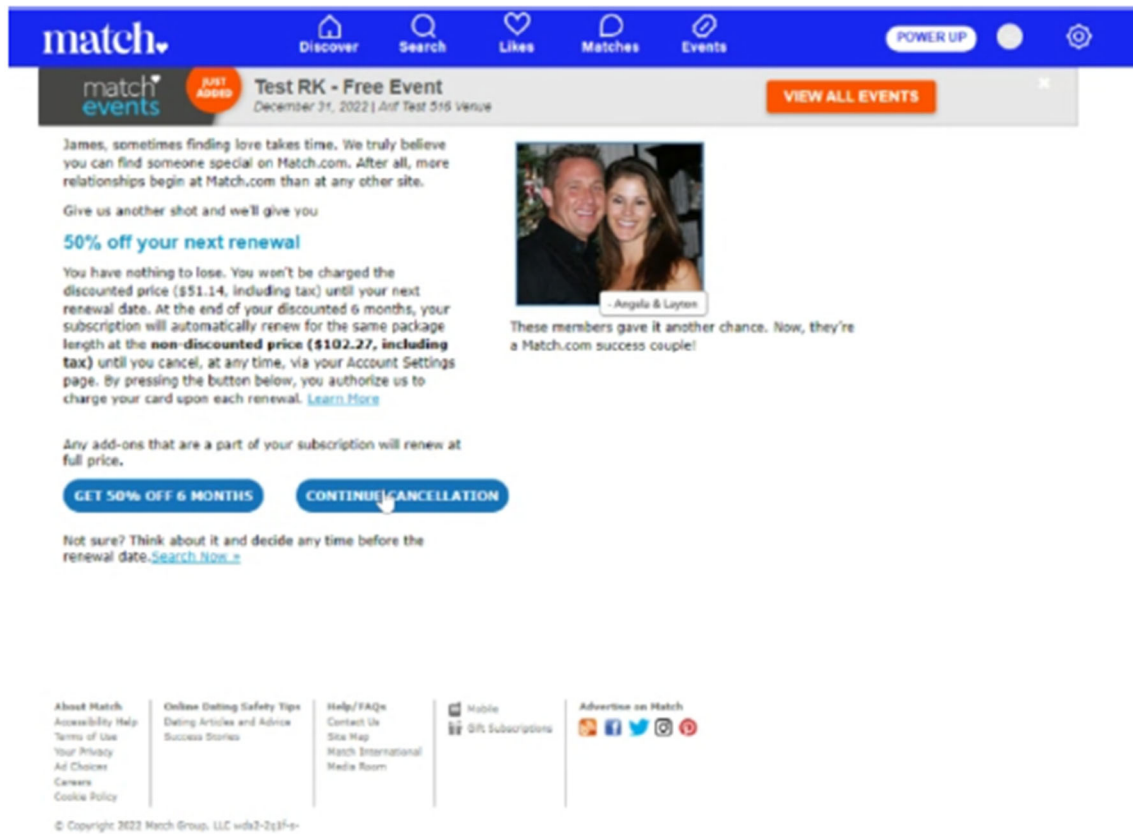 match
Discover
Search
Likes
Matches
Events
POWER UP
match
events
JUST
ADDED
Test RK - Free Event
December 31, 2022 | Arif Test 516 Venue
VIEW ALL EVENTS
James, sometimes finding love takes time. We truly believe
you can find someone special on Match.com. After all, more
relationships begin at Match.com than at any other site.
Give us another shot and we'll give you
50% off your next renewal
You have nothing to lose. You won't be charged the
discounted price ($51.14, including tax) until your next
renewal date. At the end of your discounted 6 months, your
subscription will automatically renew for the same package
length at the non-discounted price ($102.27, including
tax) until you cancel, at any time, via your Account Settings
page. By pressing the button below, you authorize us to
charge your card upon each renewal. Learn More
Any add-ons that are a part of your subscription will renew at
full price.
GET 50% OFF 6 MONTHS
CONTINUE CANCELLATION
Not sure? Think about it and decide any time before the
renewal date.Search Now »
- Angela & Layton
These members gave it another chance. Now, they're
a Match.com success couple!
About Match
Accessibility Help
Terms of Use
Your Privacy
Ad Choices
Careers
Cookie Policy
Online Dating Safety Tips
Dating Articles and Advice
Success Stories
Help/FAQs
Contact Us
Site Map
Match International
Media Room
Mobile
Gift Subscriptions
Advertise on Match
© Copyright 2022 Match Group, LLC